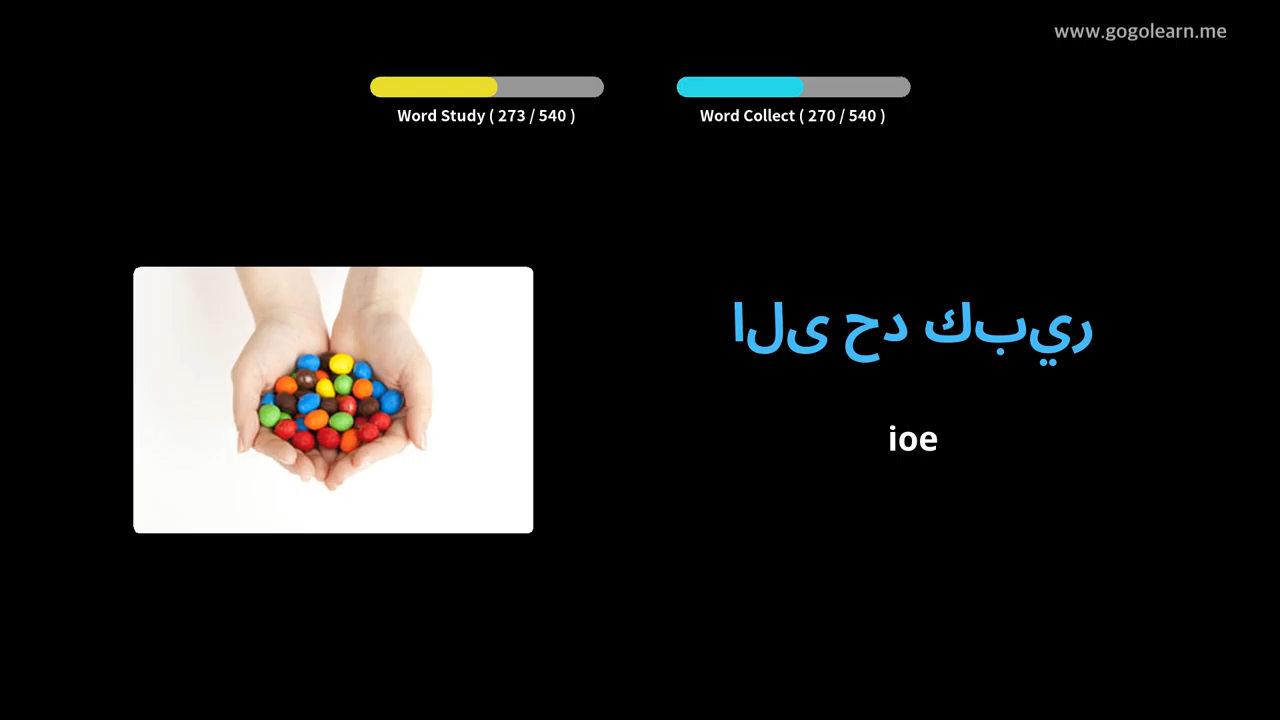 www.gogolearn.me
Word Study ( 273 / 540 )
Word Collect ( 270 / 540 )
الى حد كبير
ioe